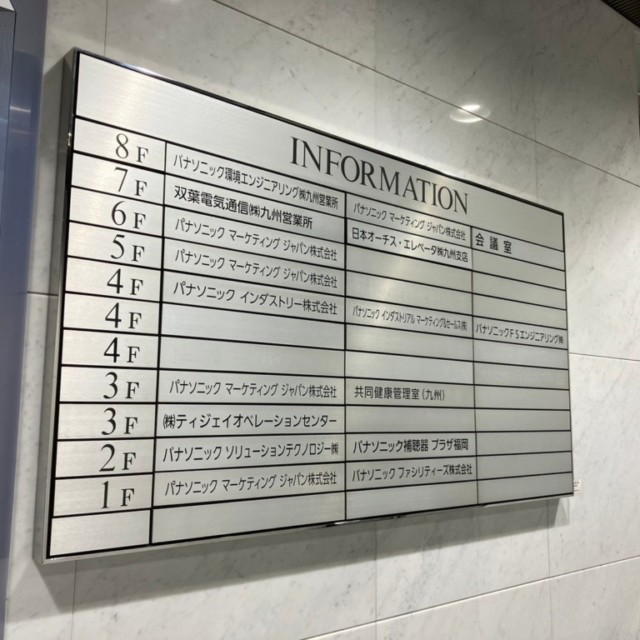 INFORMATION
8F パナソニック環境エンジニアリング㈱九州営業所 パナソニック マーケティング ジャパン株式会社 会議室
7F 双葉電気通信㈱九州営業所 日本オーチス・エレベータ㈱九州支店
6F パナソニック マーケティング ジャパン株式会社
5F パナソニック マーケティング ジャパン株式会社
4F パナソニック インダストリー株式会社 パナソニック インダストリアル マーケティング&セールス㈱ パナソニックFSエンジニアリング㈱
4F
4F
3F パナソニック マーケティング ジャパン株式会社 共同健康管理室（九州）
3F ㈱ティジェイオペレーションセンター
2F パナソニック ソリューションテクノロジー㈱ パナソニック補聴器 プラザ福岡
1F パナソニック マーケティング ジャパン株式会社 パナソニック ファシリティーズ株式会社